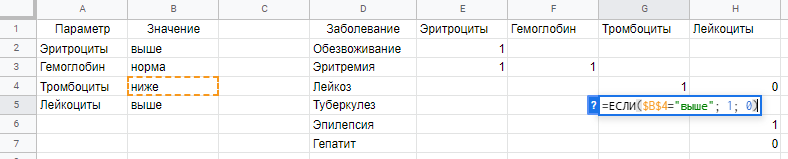 A B C D E F G H
1 Параметр Значение Заболевание Эритроциты Гемоглобин Тромбоциты Лейкоциты
2 Эритроциты выше Обезвоживание 1
3 Гемоглобин норма Эритремия 1 1
4 Тромбоциты ниже Лейкоз 1 0
5 Лейкоциты выше Туберкулез ? =ЕСЛИ($B$4="выше"; 1; 0)
6 Эпилепсия 1
7 Гепатит 0